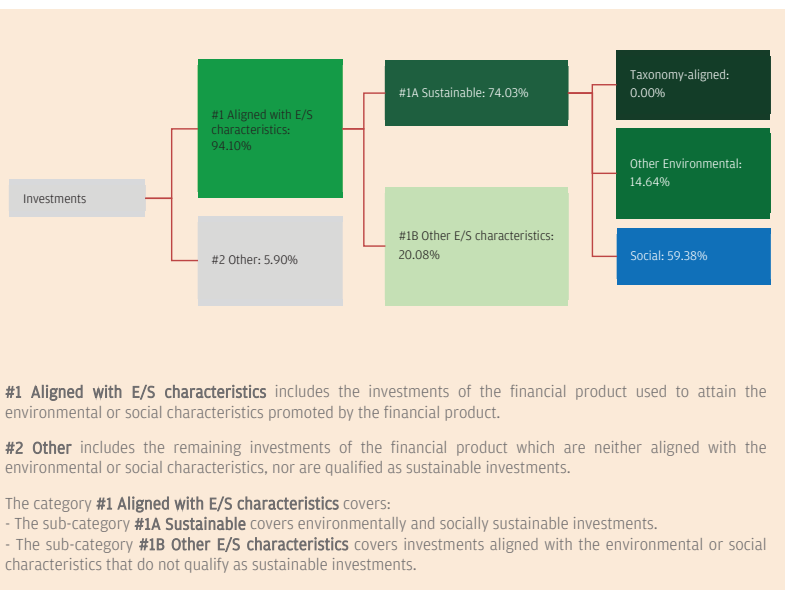 Investments
#1 Aligned with E/S
characteristics:
94.10%
#2 Other: 5.90%
#1A Sustainable: 74.03%
#1B Other E/S characteristics:
20.08%
Taxonomy-aligned:
0.00%
Other Environmental:
14.64%
Social: 59.38%
#1 Aligned with E/S characteristics includes the investments of the financial product used to attain the
environmental or social characteristics promoted by the financial product.
#2 Other includes the remaining investments of the financial product which are neither aligned with the
environmental or social characteristics, nor are qualified as sustainable investments.
The category #1 Aligned with E/S characteristics covers:
- The sub-category #1A Sustainable covers environmentally and socially sustainable investments.
- The sub-category #1B Other E/S characteristics covers investments aligned with the environmental or social
characteristics that do not qualify as sustainable investments.